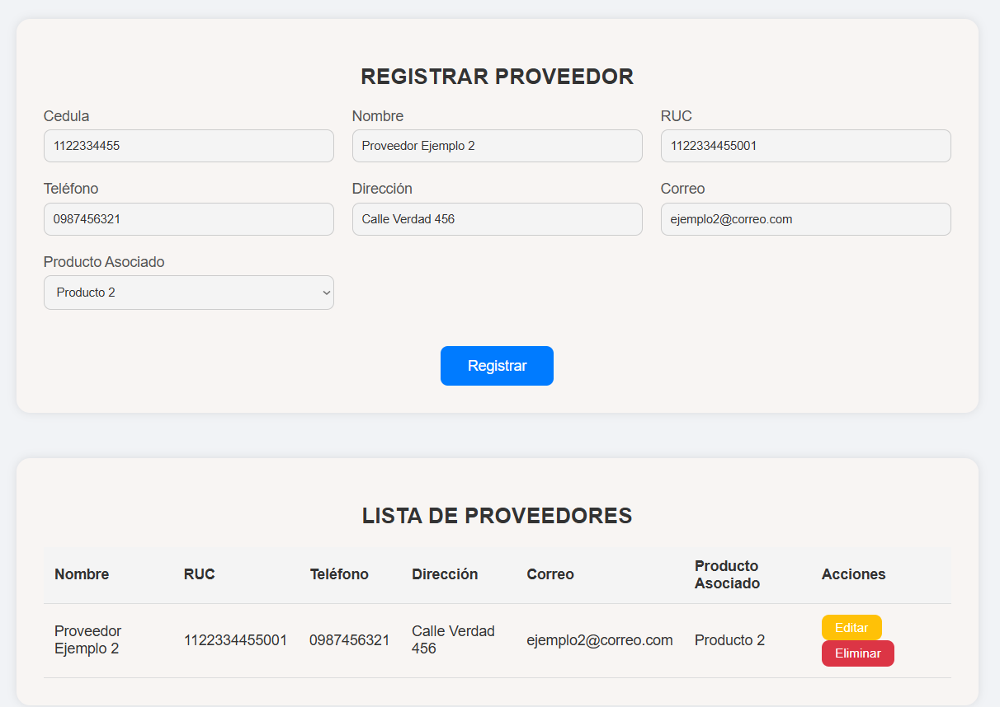 REGISTRAR PROVEEDOR
Cedula Nombre RUC
1122334455 Proveedor Ejemplo 2 1122334455001
Teléfono Dirección Correo
0987456321 Calle Verdad 456 ejemplo2@correo.com
Producto Asociado
Producto 2
Registrar
LISTA DE PROVEEDORES
Nombre RUC Teléfono Dirección Correo Producto Asociado Acciones
Proveedor Ejemplo 2 1122334455001 0987456321 Calle Verdad 456 ejemplo2@correo.com Producto 2 Editar
Eliminar